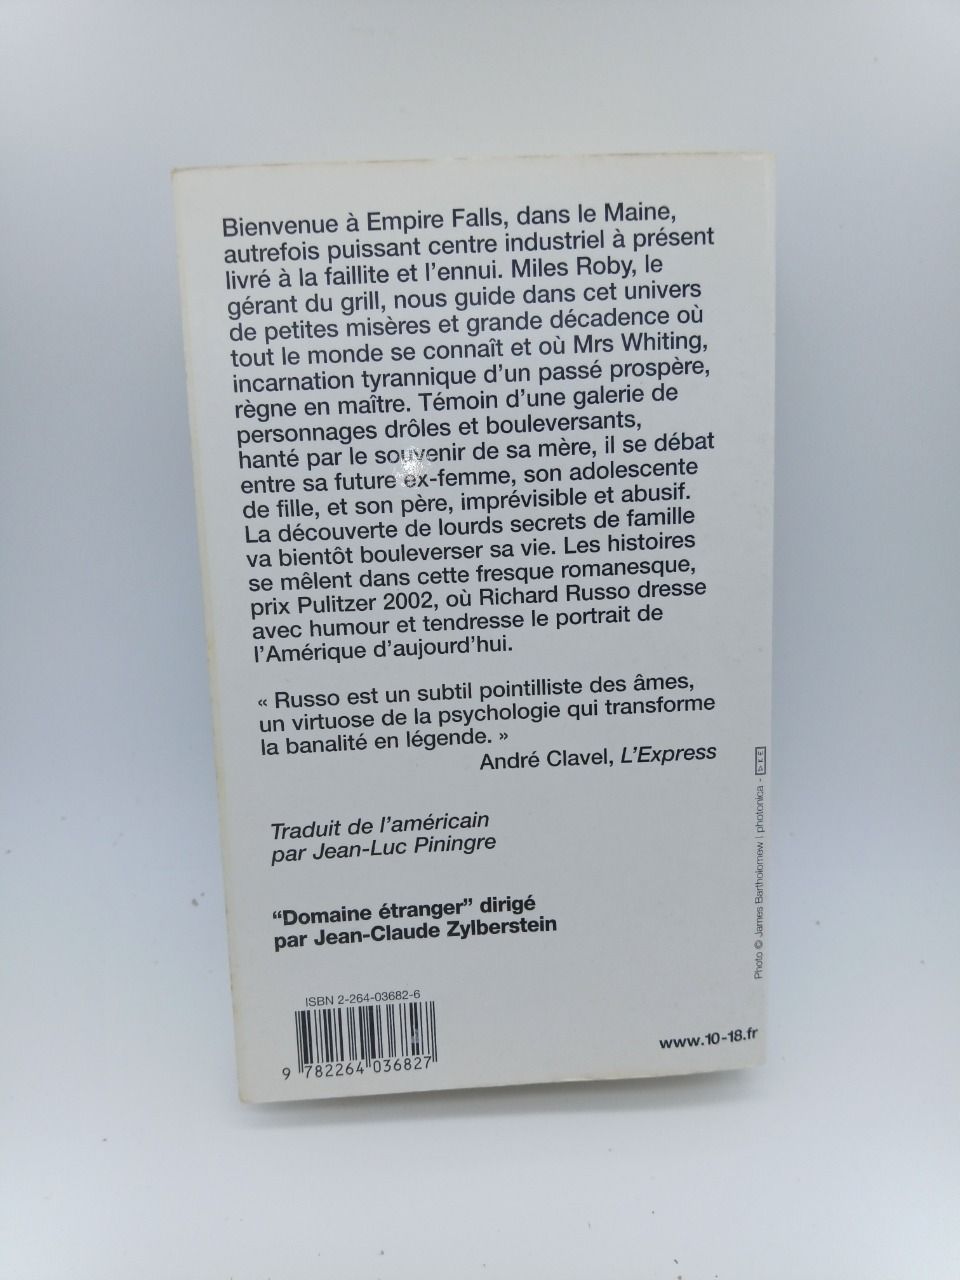 Bienvenue à Empire Falls, dans le Maine,
autrefois puissant centre industriel à présent
livré à la faillite et l'ennui. Miles Roby, le
gérant du grill, nous guide dans cet univers
de petites misères et grande décadence où
tout le monde se connaît et où Mrs Whiting,
incarnation tyrannique d'un passé prospère,
règne en maître. Témoin d'une galerie de
personnages drôles et bouleversants,
hanté par le souvenir de sa mère, il se débat
entre sa future ex-femme, son adolescente
de fille, et son père, imprévisible et abusif.
La découverte de lourds secrets de famille
va bientôt bouleverser sa vie. Les histoires
se mêlent dans cette fresque romanesque,
prix Pulitzer 2002, où Richard Russo dresse
avec humour et tendresse le portrait de
l'Amérique d'aujourd'hui.
« Russo est un subtil pointilliste des âmes,
un virtuose de la psychologie qui transforme
la banalité en légende. »
André Clavel, L'Express
Traduit de l'américain
par Jean-Luc Piningre
"Domaine étranger" dirigé
par Jean-Claude Zylberstein
ISBN 2-264-03682-6
9 782264 036827
www.10-18.fr
Photo © James Bartholomew | photonica -